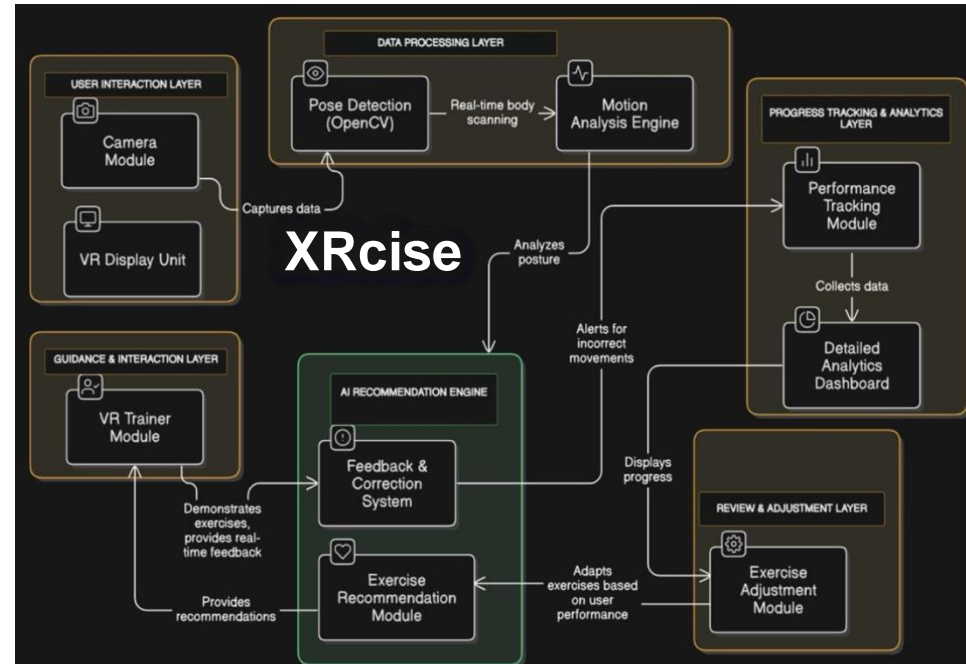 DATA PROCESSING LAYER
USER INTERACTION LAYER
Camera
Module
VR Display Unit
Captures data
Pose Detection
(OpenCV)
Real-time body
scanning
Motion
Analysis Engine
XRcise
Analyzes
posture
PROGRESS TRACKING & ANALYTICS
LAYER
Performance
Tracking
Module
Collects data
Detailed
Analytics
Dashboard
Alerts for
incorrect
movements
GUIDANCE & INTERACTION LAYER
VR Trainer
Module
Demonstrates
exercises,
provides real-
time feedback
AI RECOMMENDATION ENGINE
Feedback &
Correction
System
Exercise
Recommendation
Module
Provides
recommendations
Displays
progress
REVIEW & ADJUSTMENT LAYER
Exercise
Adjustment
Module
Adapts
exercises based
on user
performance